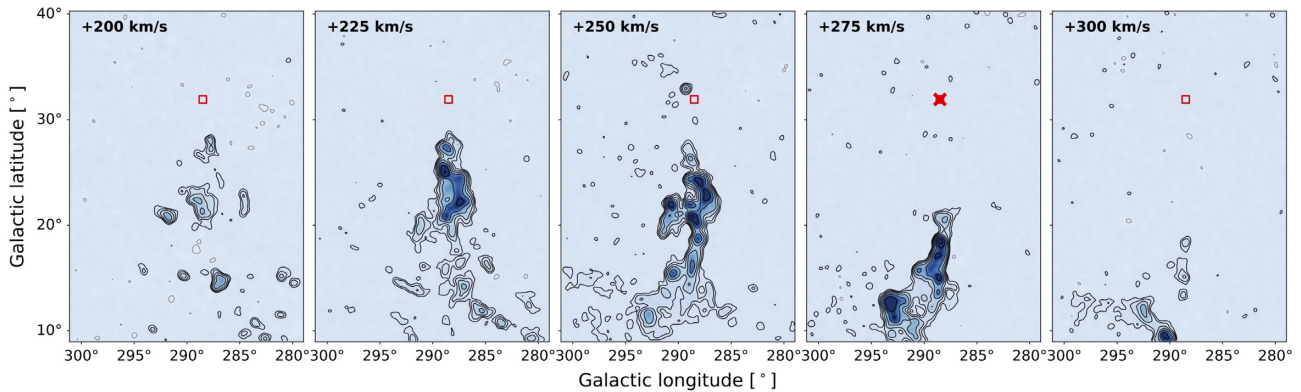 +200 km/s
+225 km/s
+250 km/s
+275 km/s
+300 km/s
Galactic latitude [°]
40°
30°
20°
10°
300° 295° 290° 285° 280°
300° 295° 290° 285° 280°
300° 295° 290° 285° 280°
300° 295° 290° 285° 280°
300° 295° 290° 285° 280°
Galactic longitude [°]